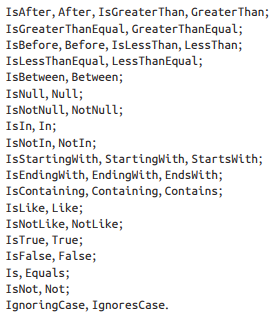 IsAfter, After, IsGreaterThan, GreaterThan;
IsGreaterThanEqual, GreaterThanEqual;
IsBefore, Before, IsLessThan, LessThan;
IsLessThanEqual, LessThanEqual;
IsBetween, Between;
IsNull, Null;
IsNotNull, NotNull;
IsIn, In;
IsNotIn, NotIn;
IsStartingWith, StartingWith, StartsWith;
IsEndingWith, EndingWith, EndsWith;
IsContaining, Containing, Contains;
IsLike, Like;
IsNotLike, NotLike;
IsTrue, True;
IsFalse, False;
Is, Equals;
IsNot, Not;
IgnoringCase, IgnoresCase.